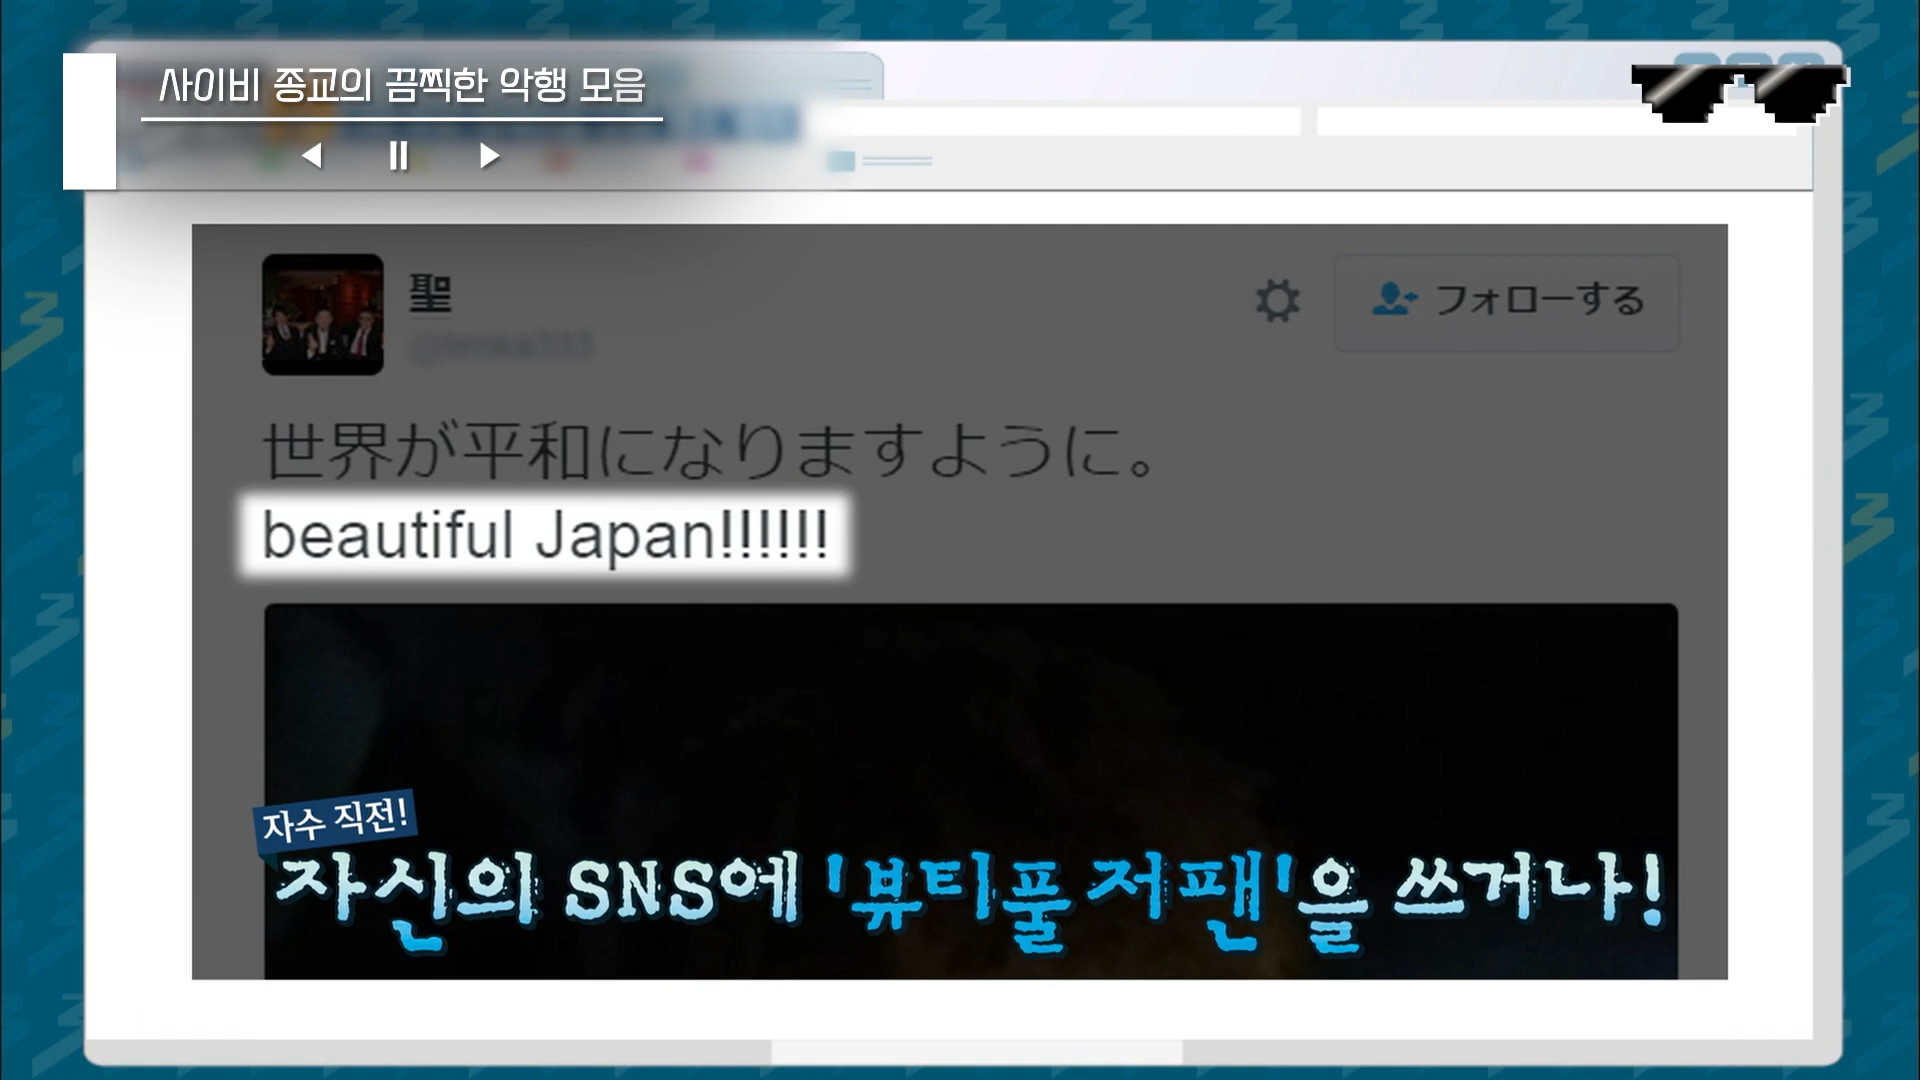 사이비 종교의 끔찍한 악행 모음
聖
フォローする
世界が平和になりますように。
beautiful Japan!!!!!!
자수 직전!
자신의 SNS에 '뷰티풀 저팬'을 쓰거나!